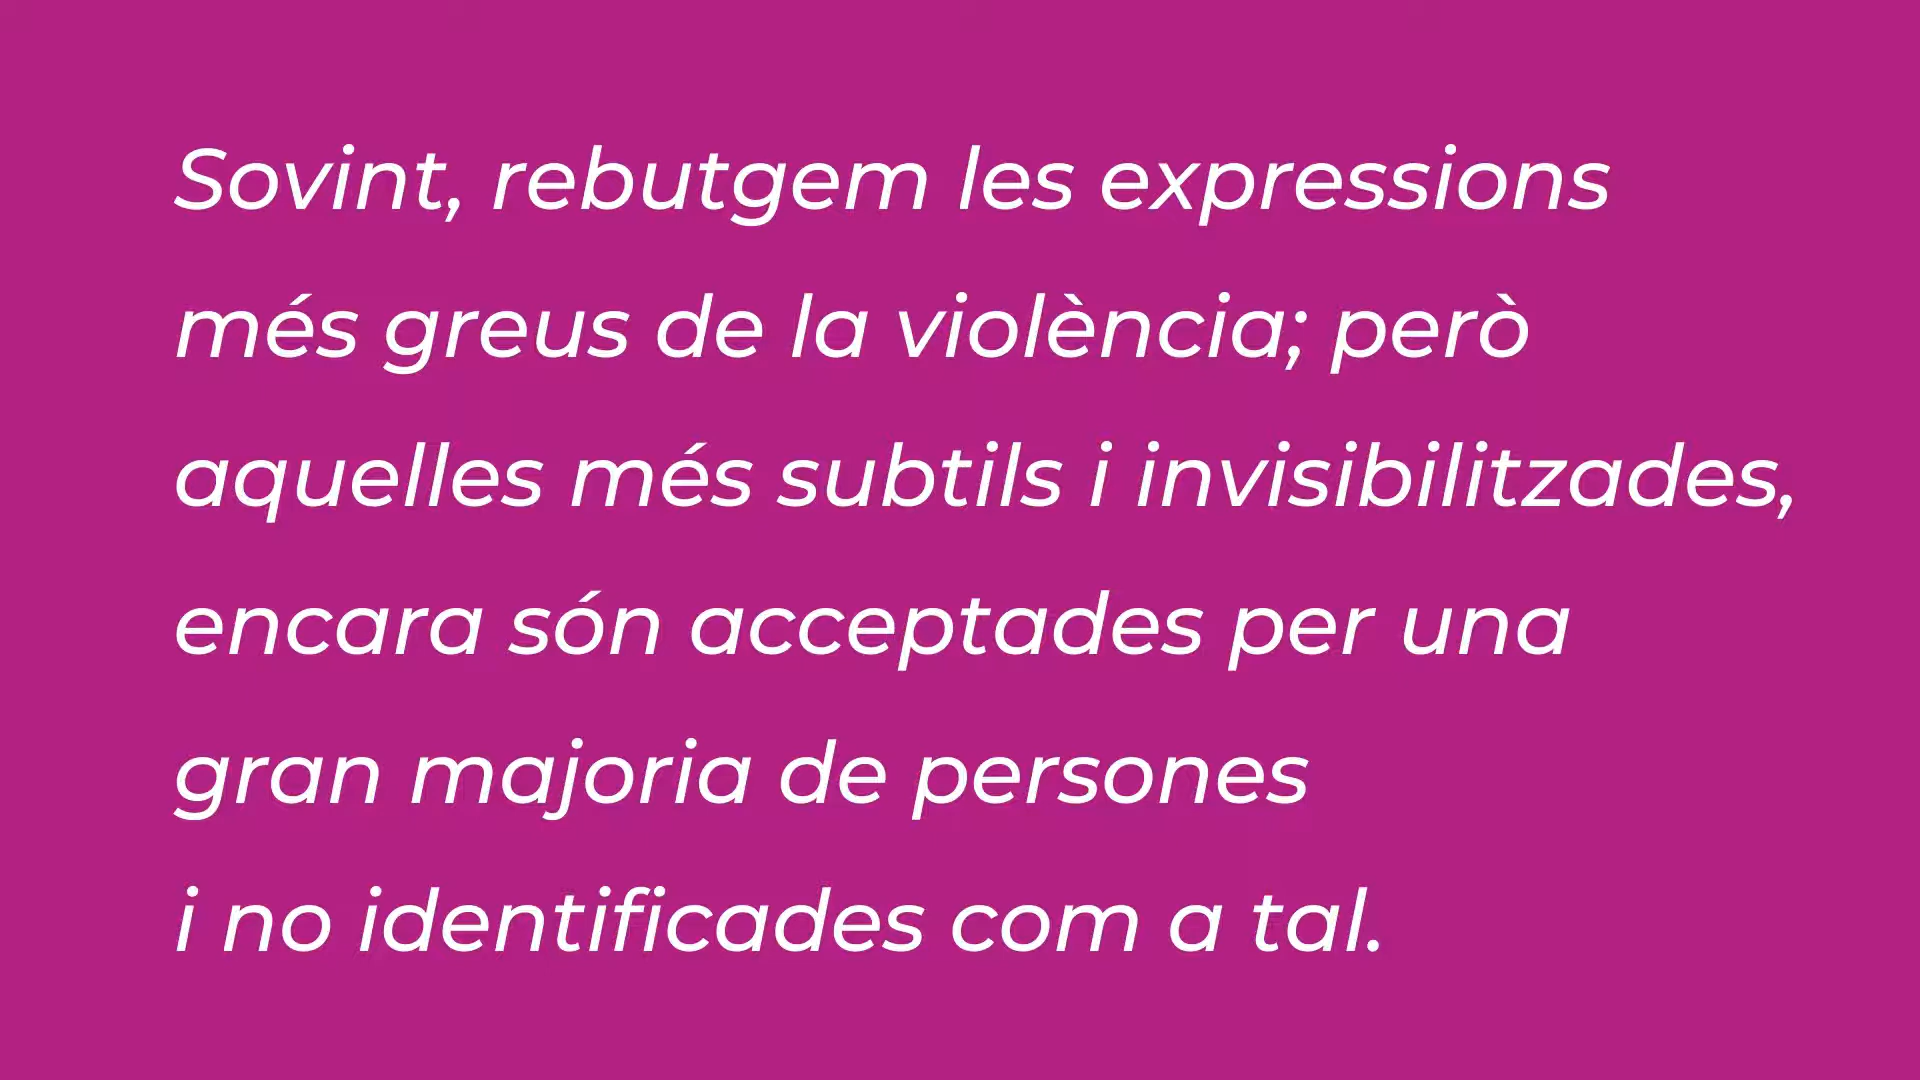 Sovint, rebutgem les expressions
més greus de la violència; però
aquelles més subtils i invisibilitzades,
encara són acceptades per una
gran majoria de persones
i no identificades com a tal.